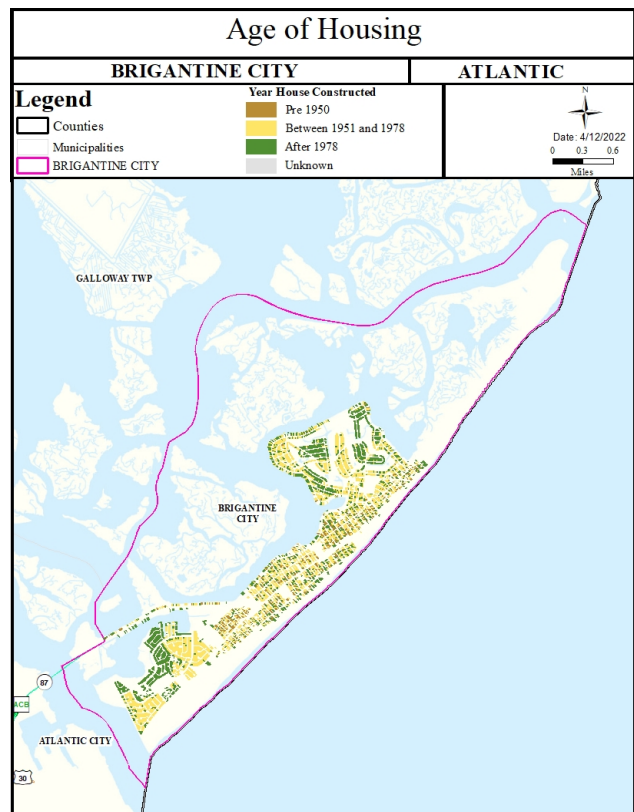 Age of Housing
BRIGANTINE CITY
ATLANTIC
Legend
Counties
Municipalities
BRIGANTINE CITY
Year House Constructed
Pre 1950
Between 1951 and 1978
After 1978
Unknown
N
Date: 4/12/2022
0 0.3 0.6
Miles
GALLOWAY TWP
BRIGANTINE
CITY
87
ACB
ATLANTIC CITY
30